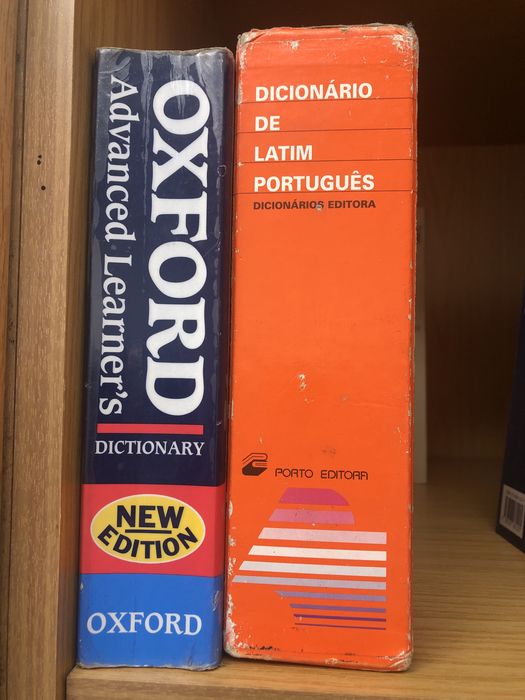 OXFORD
Advanced Learner's
DICTIONARY
NEW
EDITION
OXFORD
DICIONÁRIO
DE
LATIM
PORTUGUÊS
DICIONÁRIOS EDITORA
PORTO EDITORA